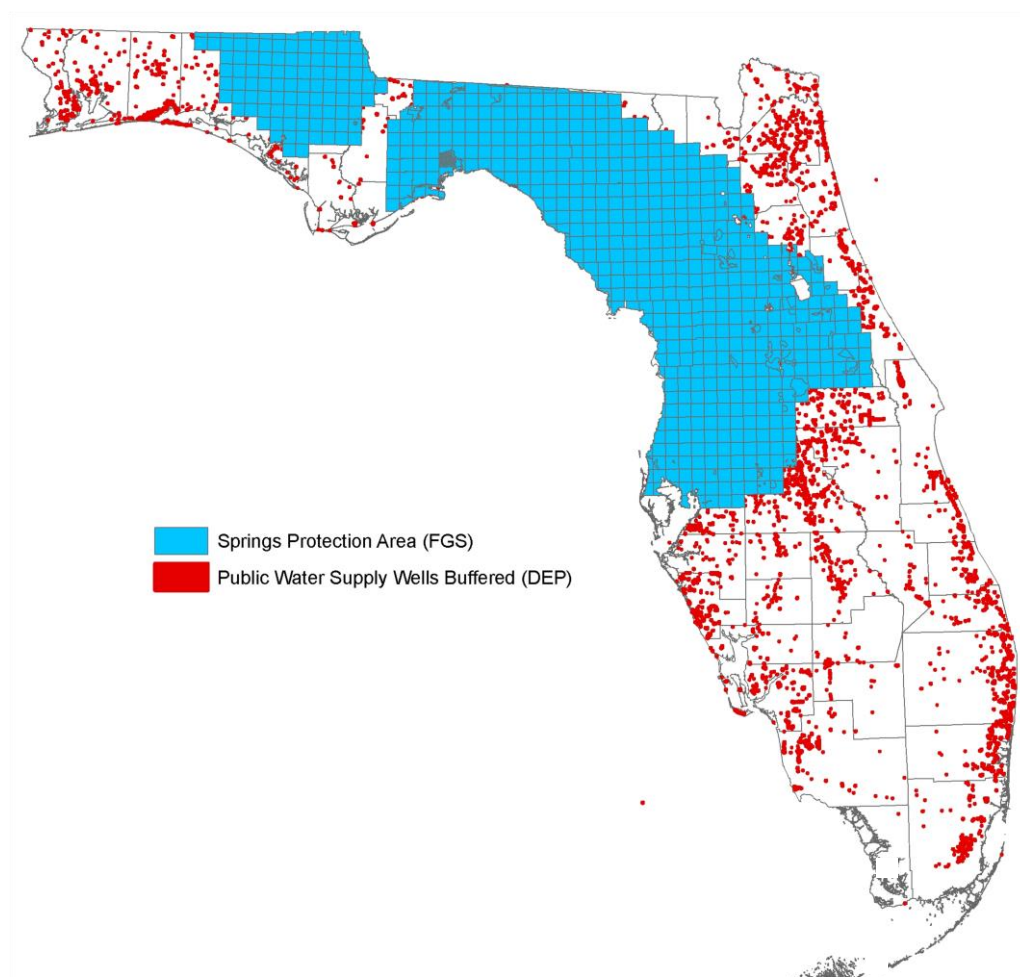 Springs Protection Area (FGS)
Public Water Supply Wells Buffered (DEP)